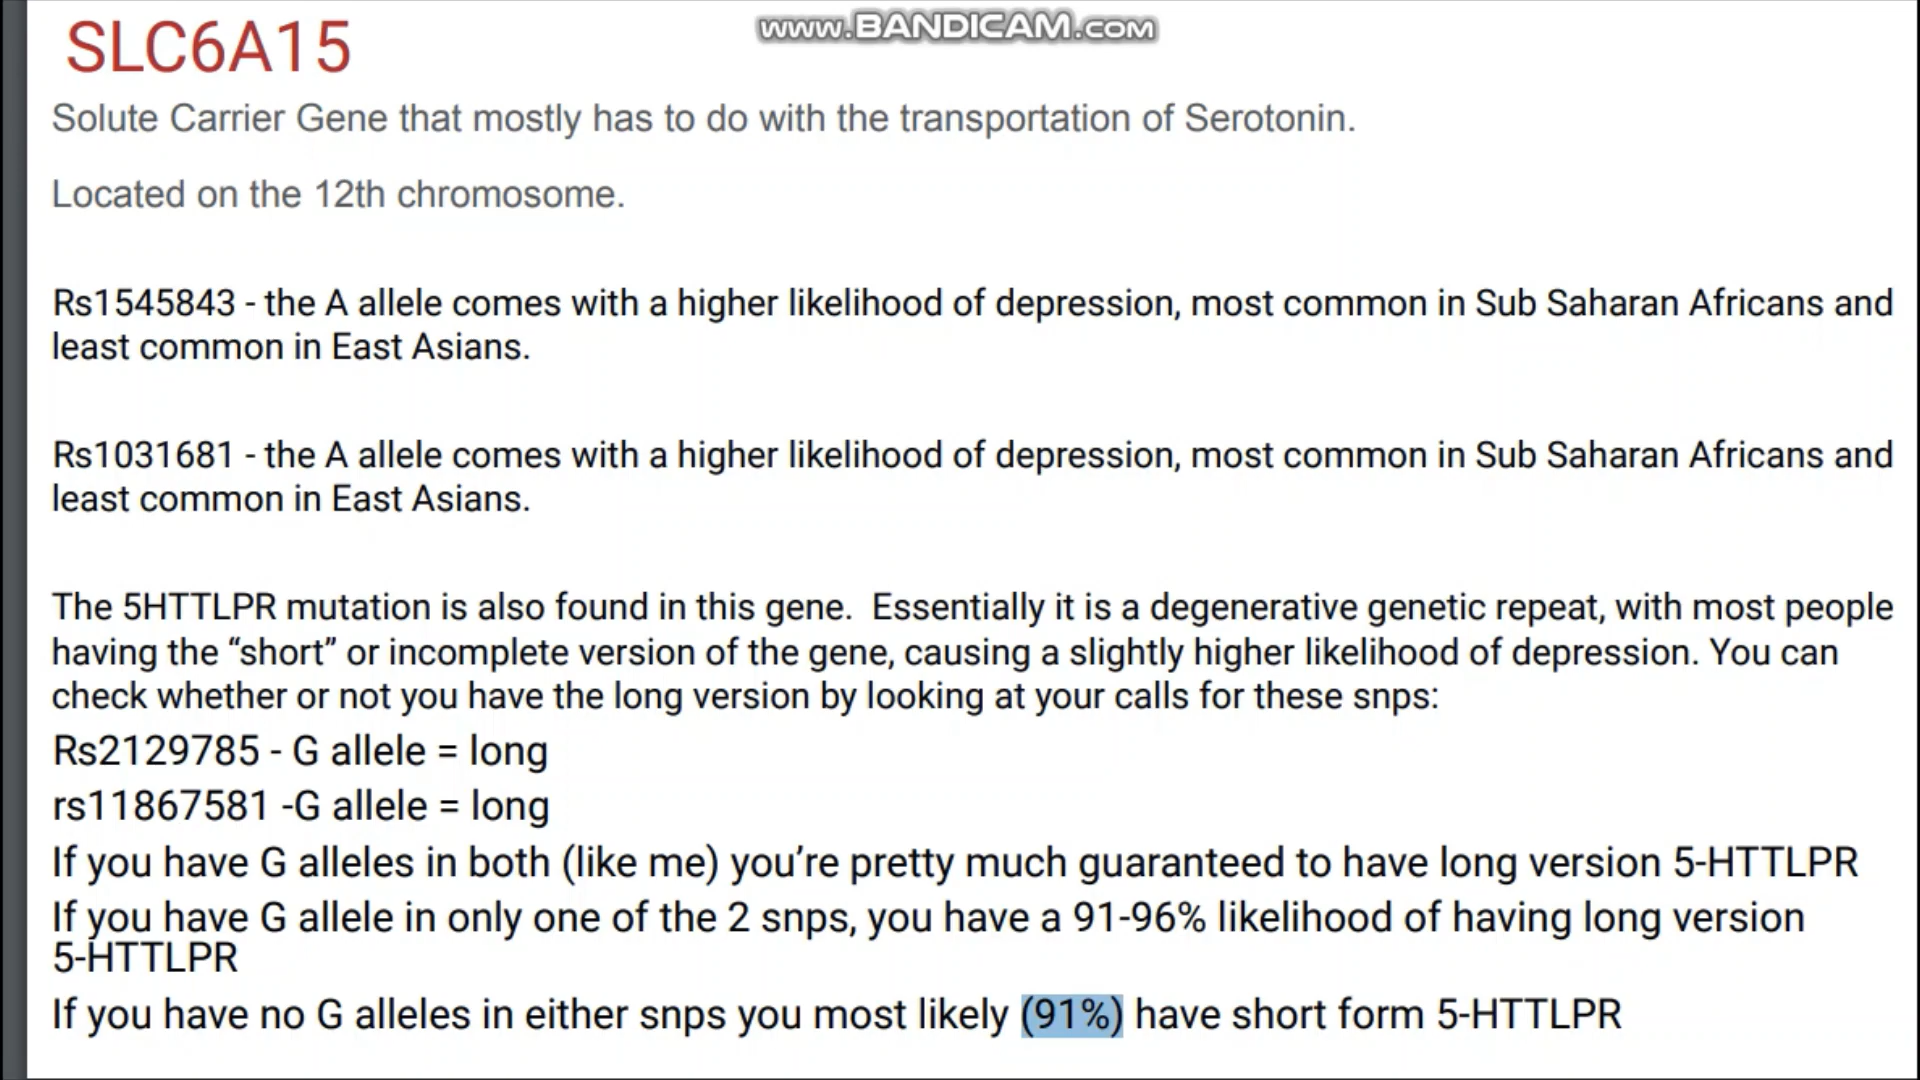 www.BANDICAM.com
SLC6A15
Solute Carrier Gene that mostly has to do with the transportation of Serotonin.
Located on the 12th chromosome.
Rs1545843 - the A allele comes with a higher likelihood of depression, most common in Sub Saharan Africans and
least common in East Asians.
Rs1031681 - the A allele comes with a higher likelihood of depression, most common in Sub Saharan Africans and
least common in East Asians.
The 5HTTLPR mutation is also found in this gene.  Essentially it is a degenerative genetic repeat, with most people
having the “short” or incomplete version of the gene, causing a slightly higher likelihood of depression. You can
check whether or not you have the long version by looking at your calls for these snps:
Rs2129785 - G allele = long
rs11867581 -G allele = long
If you have G alleles in both (like me) you’re pretty much guaranteed to have long version 5-HTTLPR
If you have G allele in only one of the 2 snps, you have a 91-96% likelihood of having long version
5-HTTLPR
If you have no G alleles in either snps you most likely (91%) have short form 5-HTTLPR